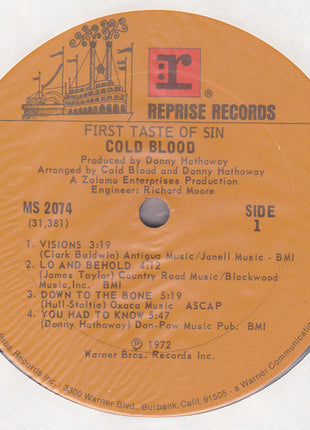 r
®
REPRISE RECORDS
FIRST TASTE OF SIN
COLD BLOOD
Produced by Donny Hathaway
Arranged by Cold Blood and Donny Hathaway
A Zalamo Enterprises Production
Engineer: Richard Moore
MS 2074
(31,381)
SIDE
1
1. VISIONS 3:19
(Clark Baldwin) Antigua Music/Janell Music - BMI
2. LO AND BEHOLD 4:12
(James Taylor) Country Road Music/Blackwood
Music, Inc. BMI
3. DOWN TO THE BONE 5:19
(Hull-Stoltie) Oxaca Music ASCAP
4. YOU HAD TO KNOW 5:47
(Donny Hathaway) Don-Pow Music Pub. - BMI
℗ 1972
Warner Bros. Records Inc.
Bros. Records Inc. - 3300 Warner Blvd., Burbank, Calif. 91505 - a Warner Communication